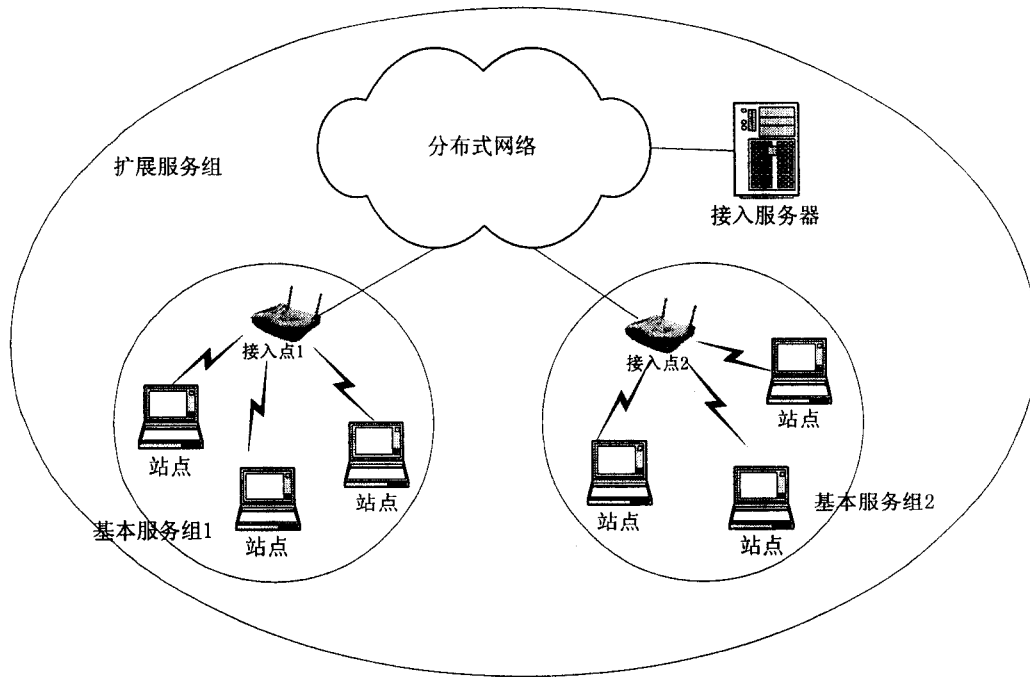 分布式网络
扩展服务组
接入服务器
接入点1
接入点2
站点
站点
站点
基本服务组1
站点
站点
站点
基本服务组2